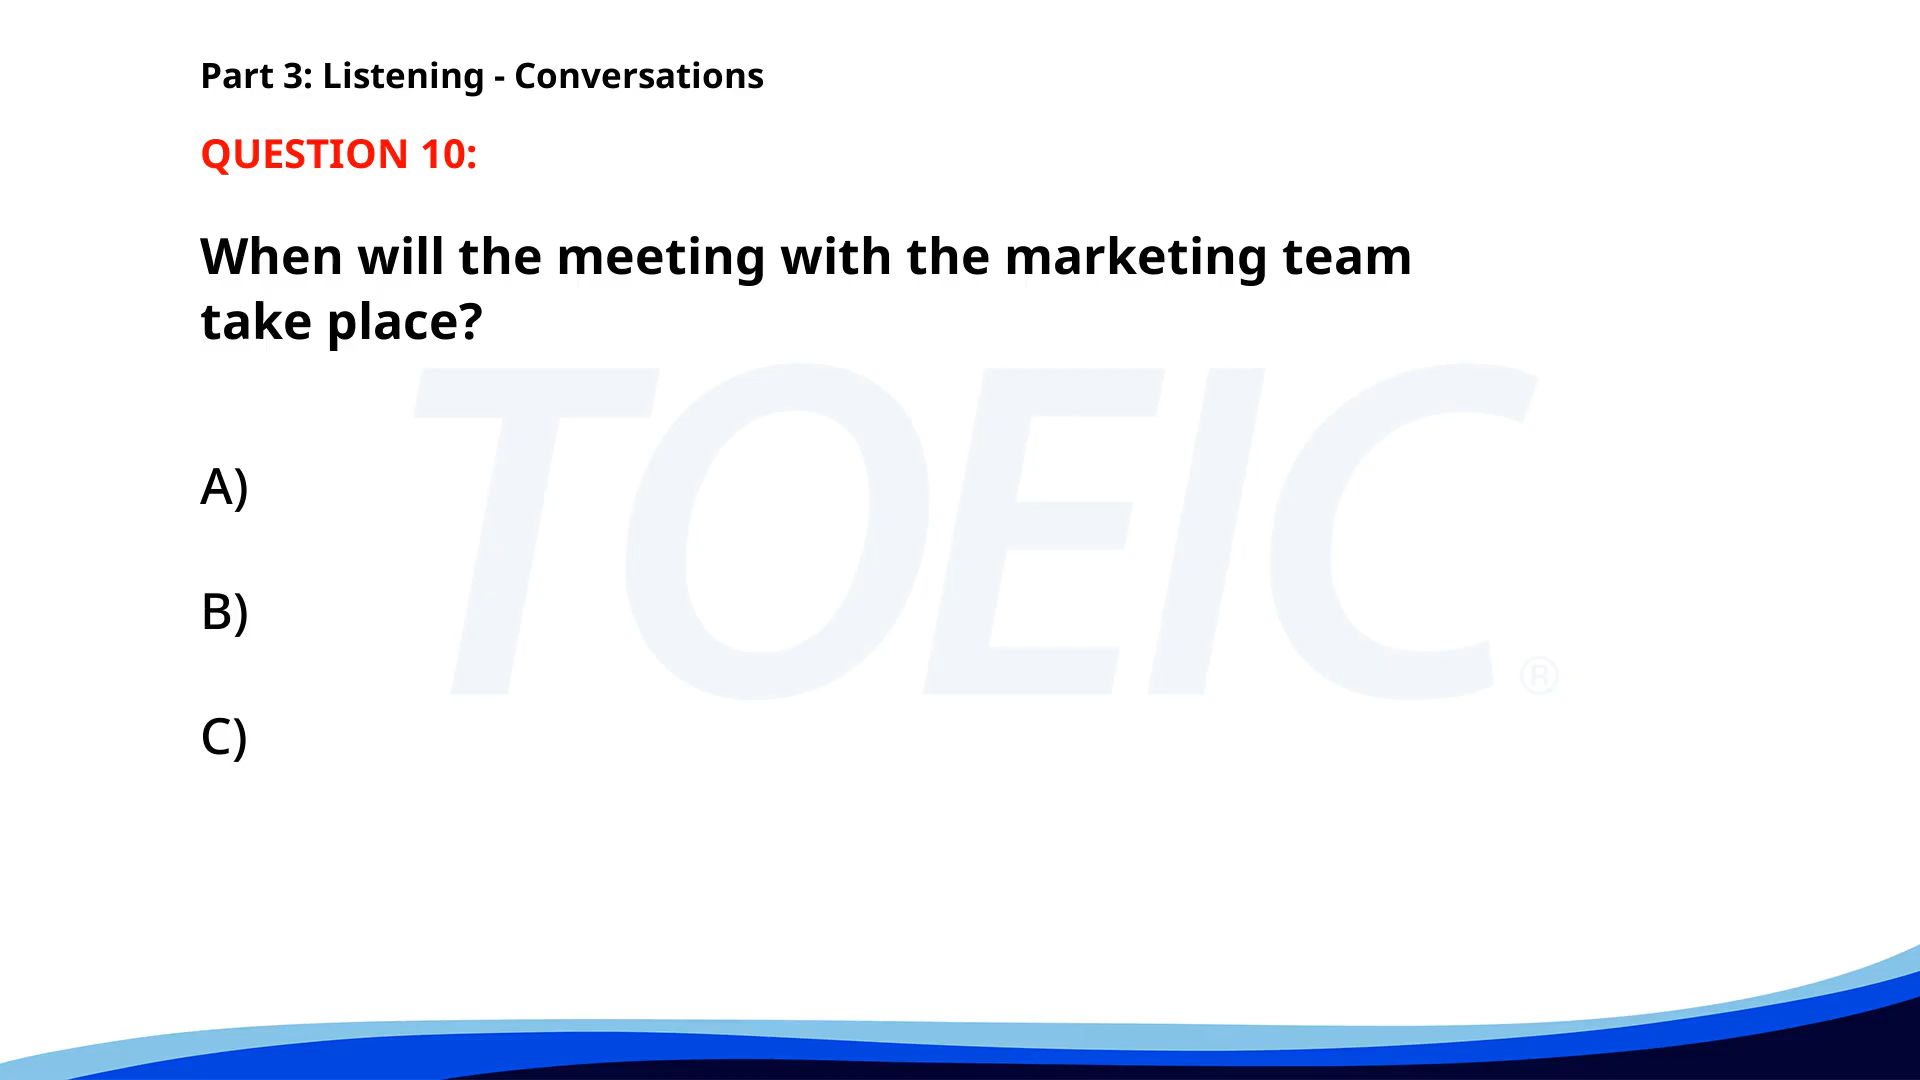 Part 3: Listening - Conversations
QUESTION 10:
When will the meeting with the marketing team
take place?
TOEIC®
A)
B)
C)